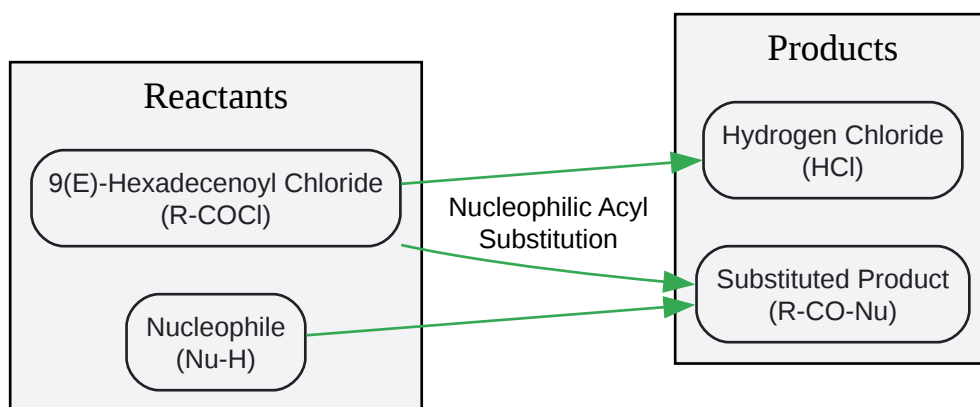 Reactants
9(E)-Hexadecenoyl Chloride
(R-COCl)
Nucleophile
(Nu-H)
Nucleophilic Acyl
Substitution
Products
Hydrogen Chloride
(HCl)
Substituted Product
(R-CO-Nu)